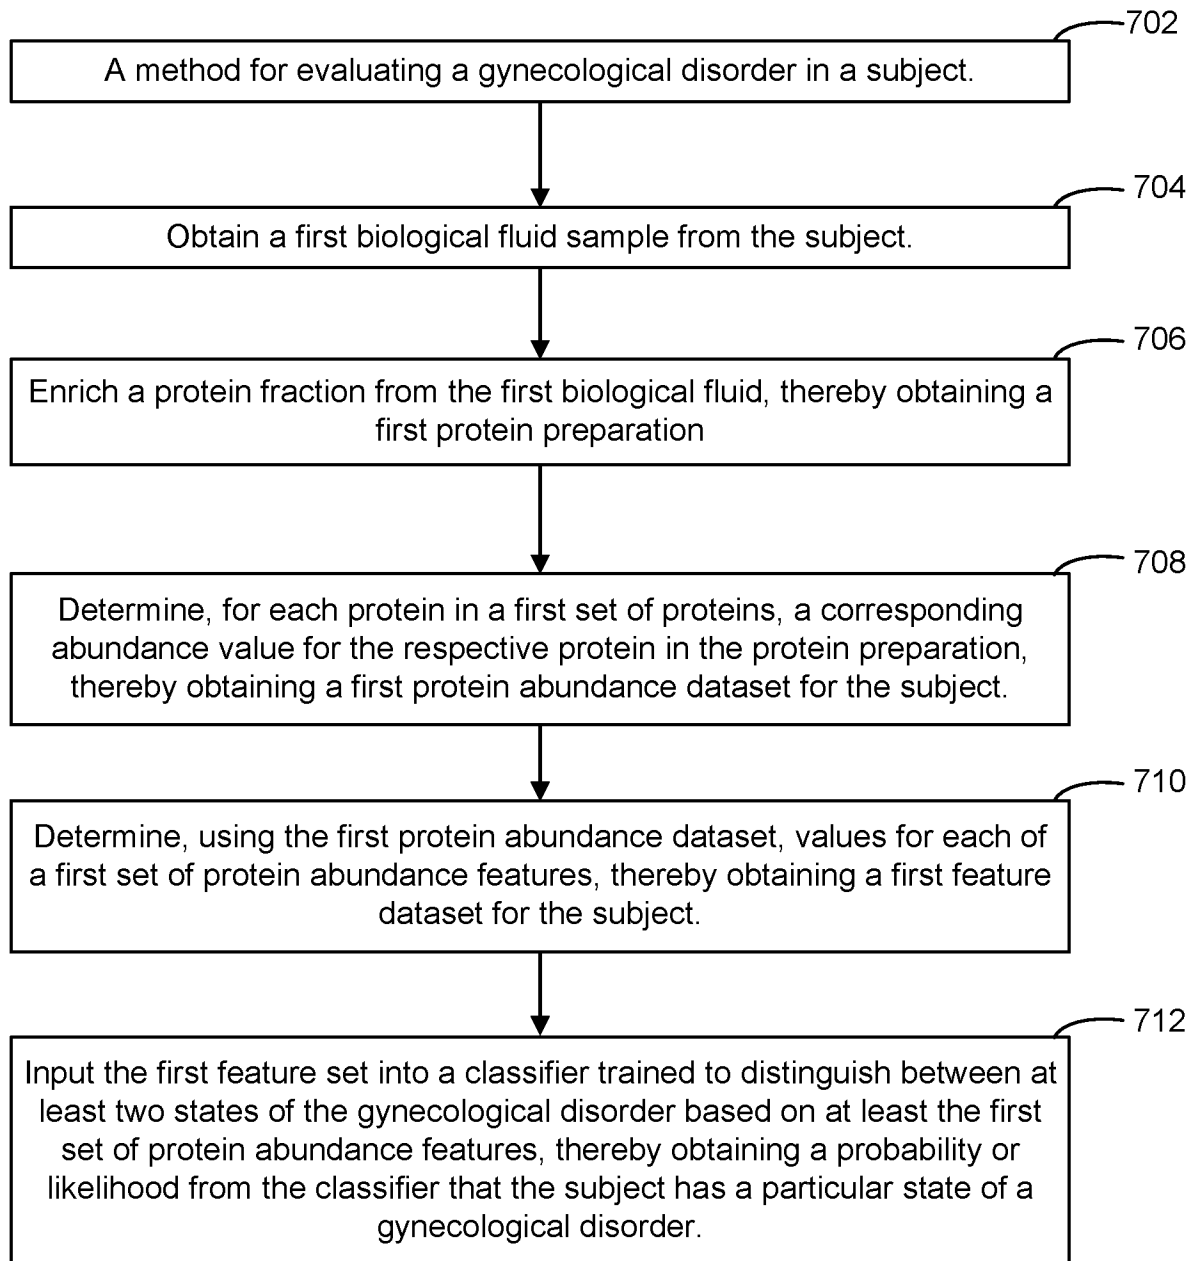 702
A method for evaluating a gynecological disorder in a subject.
704
Obtain a first biological fluid sample from the subject.
706
Enrich a protein fraction from the first biological fluid, thereby obtaining a
first protein preparation
708
Determine, for each protein in a first set of proteins, a corresponding
abundance value for the respective protein in the protein preparation,
thereby obtaining a first protein abundance dataset for the subject.
710
Determine, using the first protein abundance dataset, values for each of
a first set of protein abundance features, thereby obtaining a first feature
dataset for the subject.
712
Input the first feature set into a classifier trained to distinguish between at
least two states of the gynecological disorder based on at least the first
set of protein abundance features, thereby obtaining a probability or
likelihood from the classifier that the subject has a particular state of a
gynecological disorder.